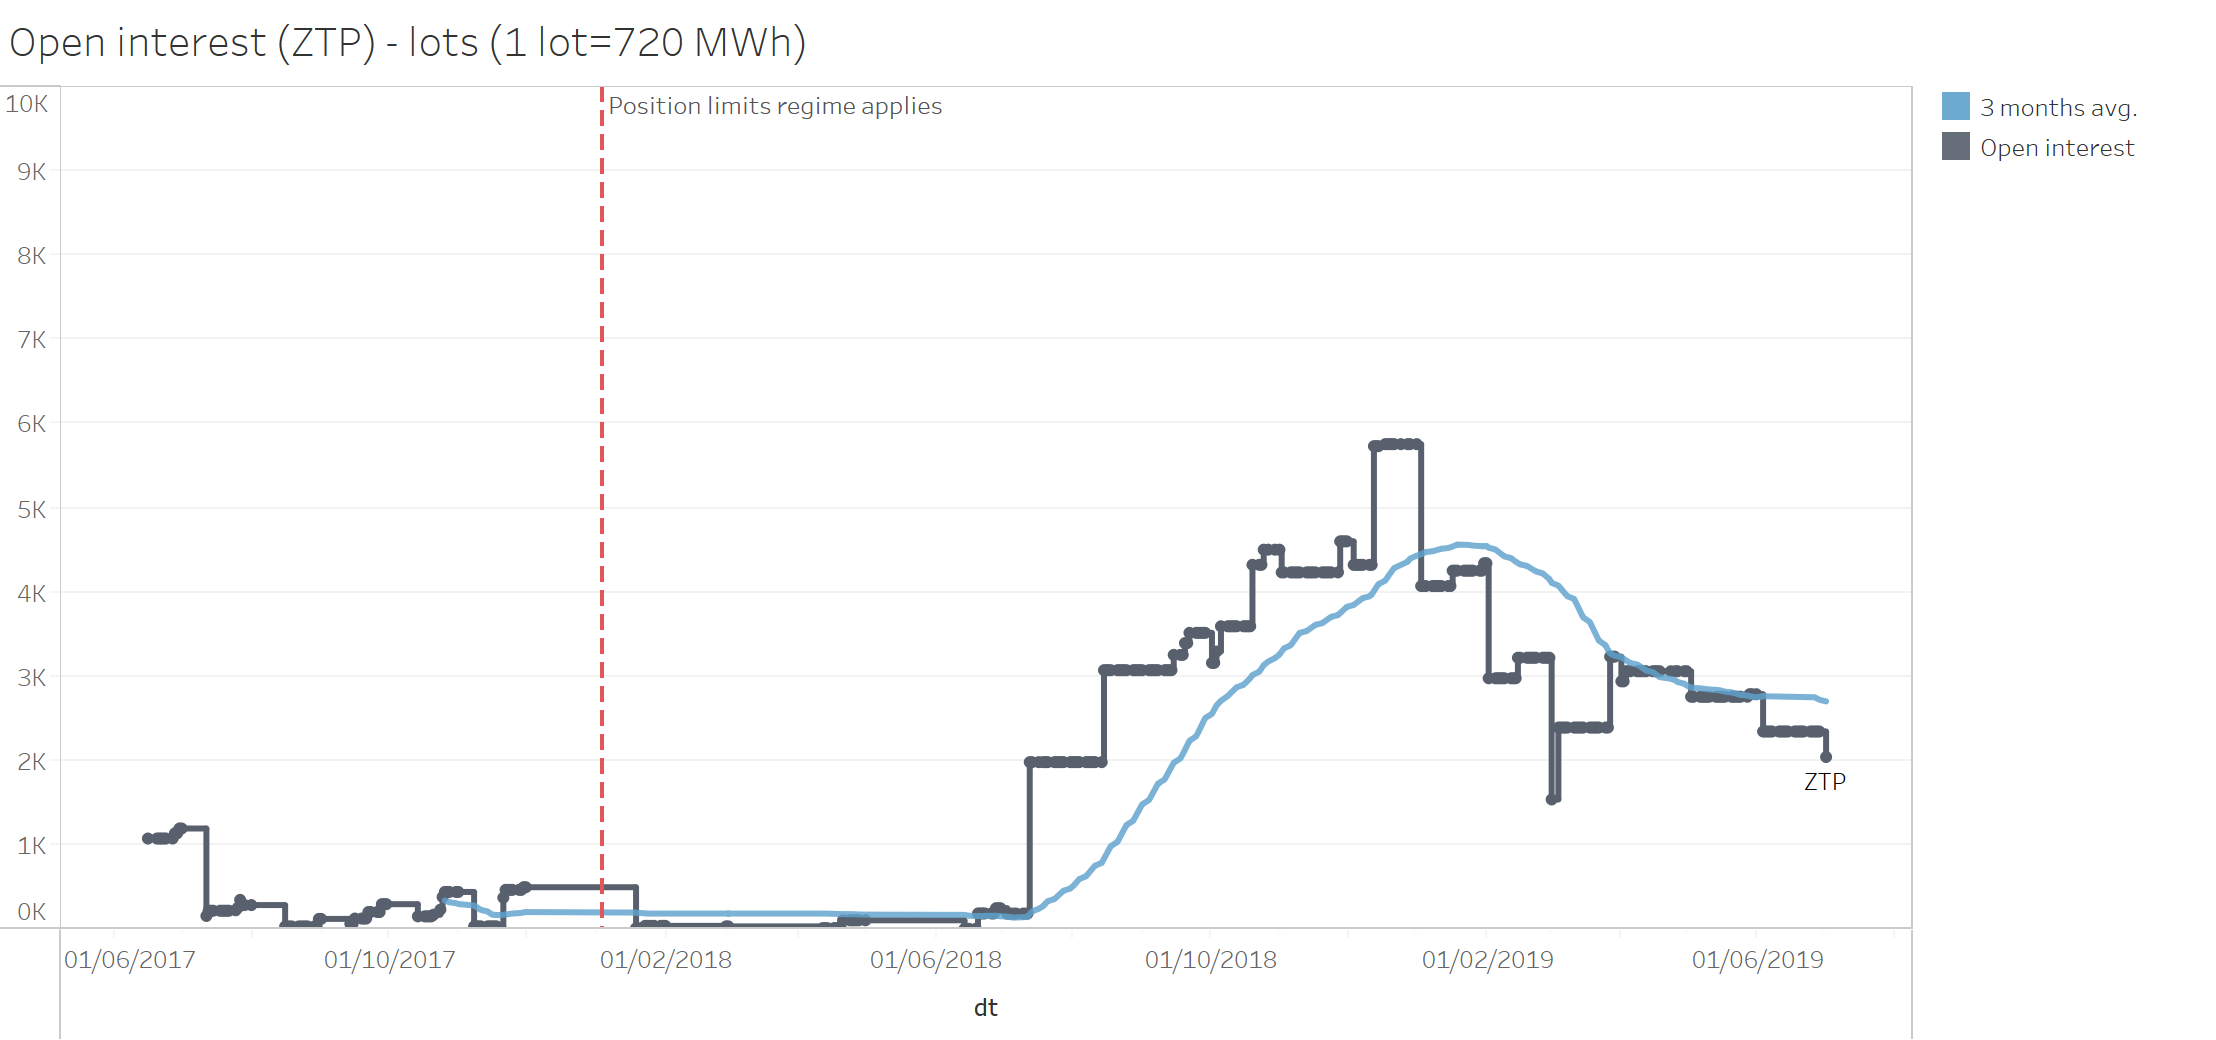 Open interest (ZTP) - lots (1 lot=720 MWh)
10K
Position limits regime applies
3 months avg.
Open interest
9K
8K
7K
6K
5K
4K
3K
2K
ZTP
1K
0K
01/06/2017 01/10/2017 01/02/2018 01/06/2018 01/10/2018 01/02/2019 01/06/2019
dt